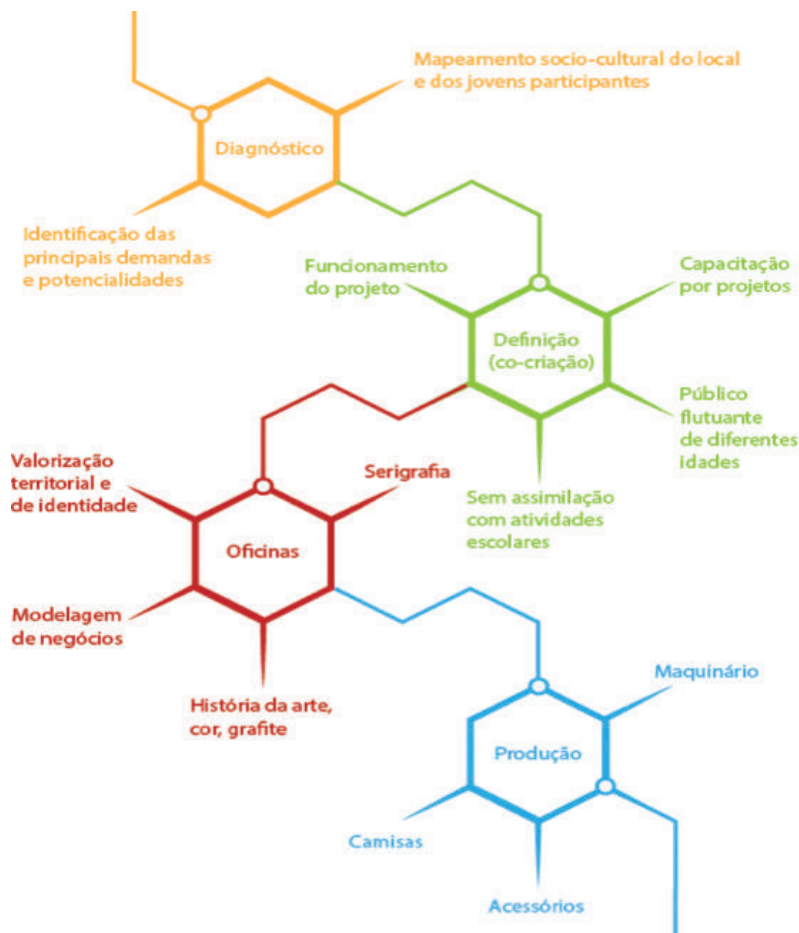 Mapeamento socio-cultural do local
e dos jovens participantes
Diagnóstico
Identificação das
principais demandas
e potencialidades
Funcionamento
do projeto
Capacitação
por projetos
Definição
(co-criação)
Público
flutuante
de diferentes
idades
Sem assimilação
com atividades
escolares
Valorização
territorial e
de identidade
Serigrafia
Oficinas
Modelagem
de negócios
História da arte,
cor, grafite
Maquinário
Produção
Camisas
Acessórios